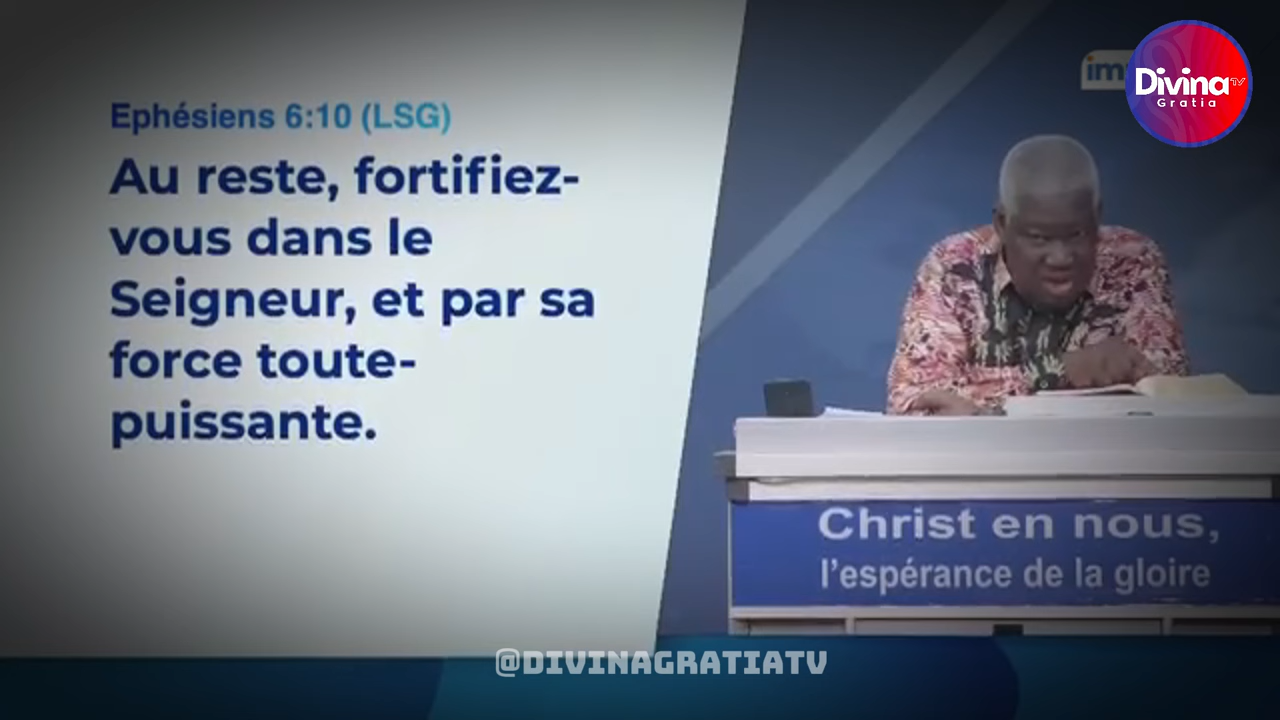 Ephésiens 6:10 (LSG)
Au reste, fortifiez-
vous dans le
Seigneur, et par sa
force toute-
puissante.
Divina TV
Gratia
Christ en nous,
l'espérance de la gloire
@DIVINAGRATIATV